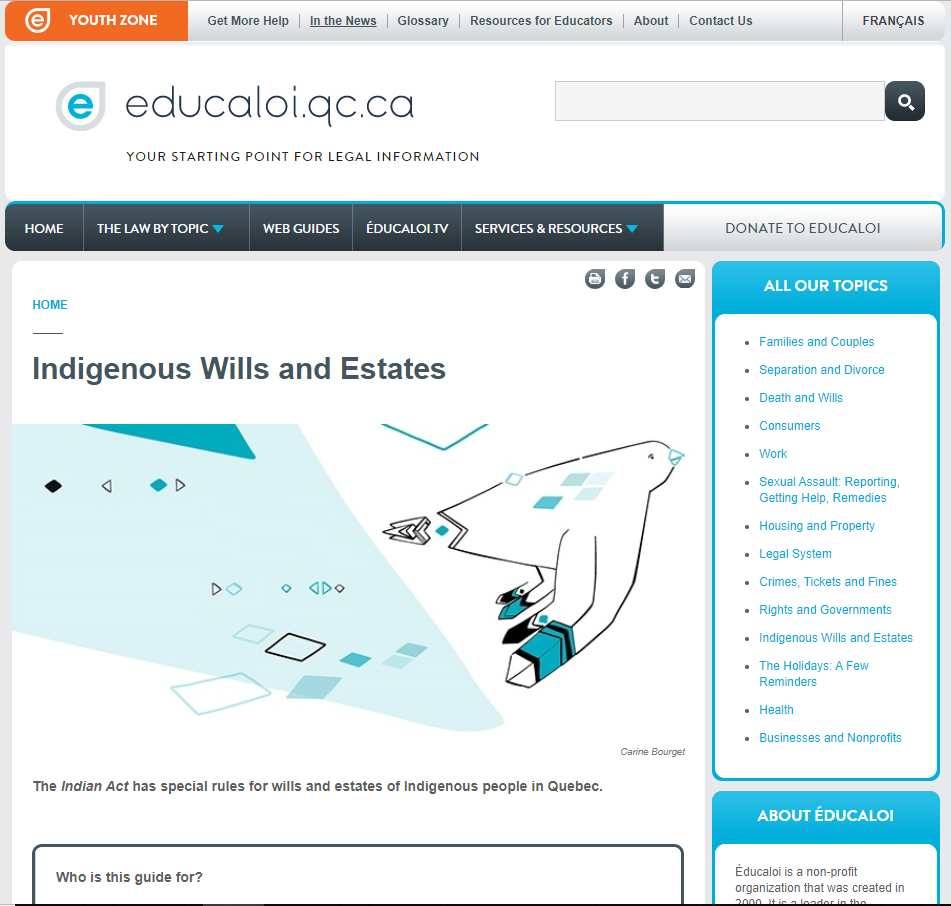 YOUTH ZONE
Get More Help
In the News
Glossary
Resources for Educators
About
Contact Us
FRANÇAIS
educaloi.qc.ca
YOUR STARTING POINT FOR LEGAL INFORMATION
HOME
THE LAW BY TOPIC
WEB GUIDES
ÉDUCALOI.TV
SERVICES & RESOURCES
DONATE TO EDUCALOI
HOME
Indigenous Wills and Estates
Carine Bourget
The Indian Act has special rules for wills and estates of Indigenous people in Quebec.
Who is this guide for?
ALL OUR TOPICS
Families and Couples
Separation and Divorce
Death and Wills
Consumers
Work
Sexual Assault: Reporting,
Getting Help, Remedies
Housing and Property
Legal System
Crimes, Tickets and Fines
Rights and Governments
Indigenous Wills and Estates
The Holidays: A Few
Reminders
Health
Businesses and Nonprofits
ABOUT ÉDUCALOI
Éducaloi is a non-profit
organization that was created in
2000. It is a leader in the